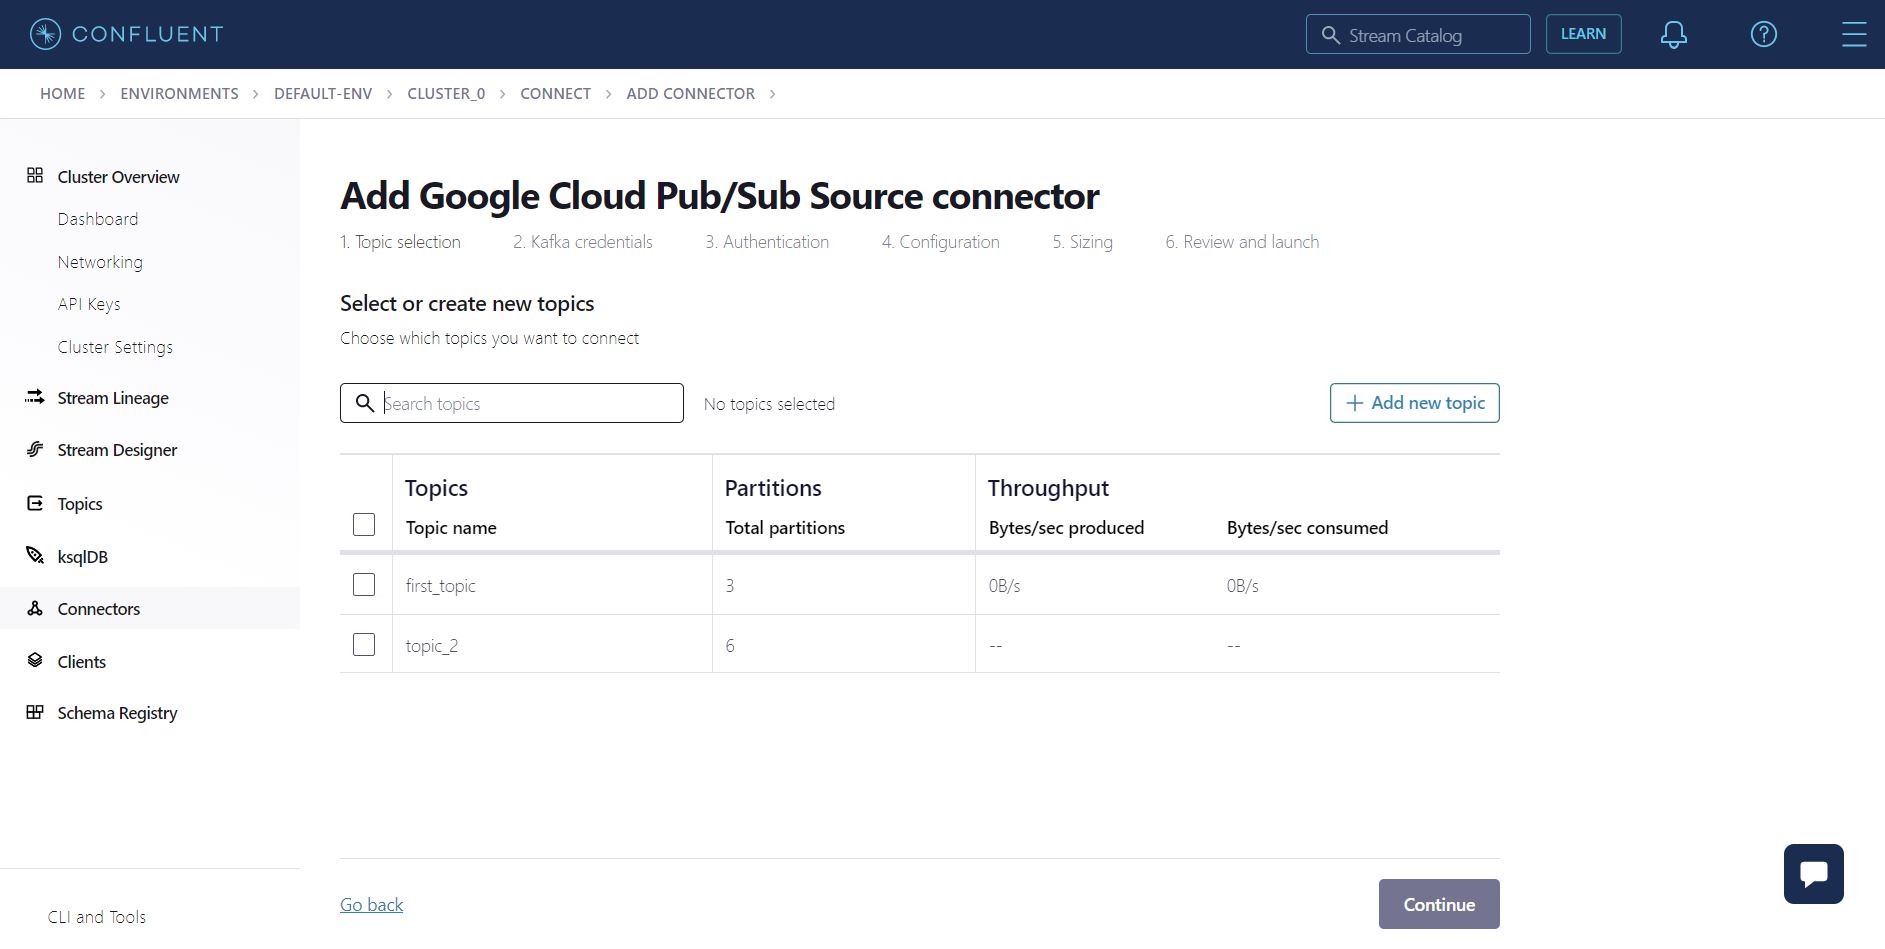 CONFLUENT
Stream Catalog
LEARN
HOME > ENVIRONMENTS > DEFAULT-ENV > CLUSTER_0 > CONNECT > ADD CONNECTOR >
Cluster Overview
Dashboard
Networking
API Keys
Cluster Settings
Stream Lineage
Stream Designer
Topics
ksqlDB
Connectors
Clients
Schema Registry
CLI and Tools
Add Google Cloud Pub/Sub Source connector
1. Topic selection 2. Kafka credentials 3. Authentication 4. Configuration 5. Sizing 6. Review and launch
Select or create new topics
Choose which topics you want to connect
Search topics No topics selected + Add new topic
Topics Partitions Throughput
Topic name Total partitions Bytes/sec produced Bytes/sec consumed
first_topic 3 0B/s 0B/s
topic_2 6 -- --
Go back Continue